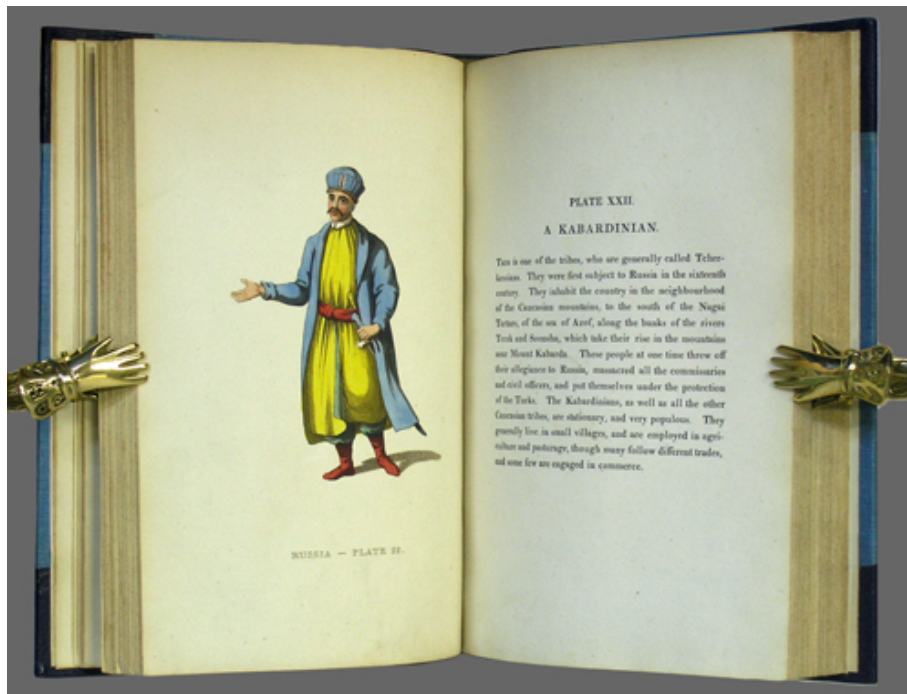 RUSSIA — PLATE 22.
PLATE XXII.
A KABARDINIAN.
THIS is one of the tribes, who are generally called Tcher-
kessians. They were first subject to Russia in the sixteenth
century. They inhabit the country in the neighbourhood
of the Caucasian mountains, to the south of the Nagai
Tartars, of the sea of Azof, along the banks of the rivers
Terek and Soonsha, which take their rise in the mountains
near Mount Kabarda. These people at one time threw off
their allegiance to Russia, massacred all the commissaries
and civil officers, and put themselves under the protection
of the Turks. The Kabardinians, as well as all the other
Caucasian tribes, are stationary, and very populous. They
generally live in small villages, and are employed in agri-
culture and pasturage, though many follow different trades,
and some few are engaged in commerce.